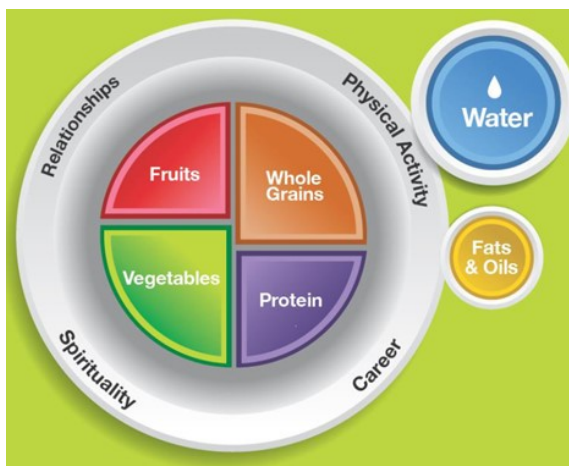 Relationships
Physical Activity
Water
Fruits
Whole
Grains
Fats
& Oils
Vegetables
Protein
Spirituality
Career